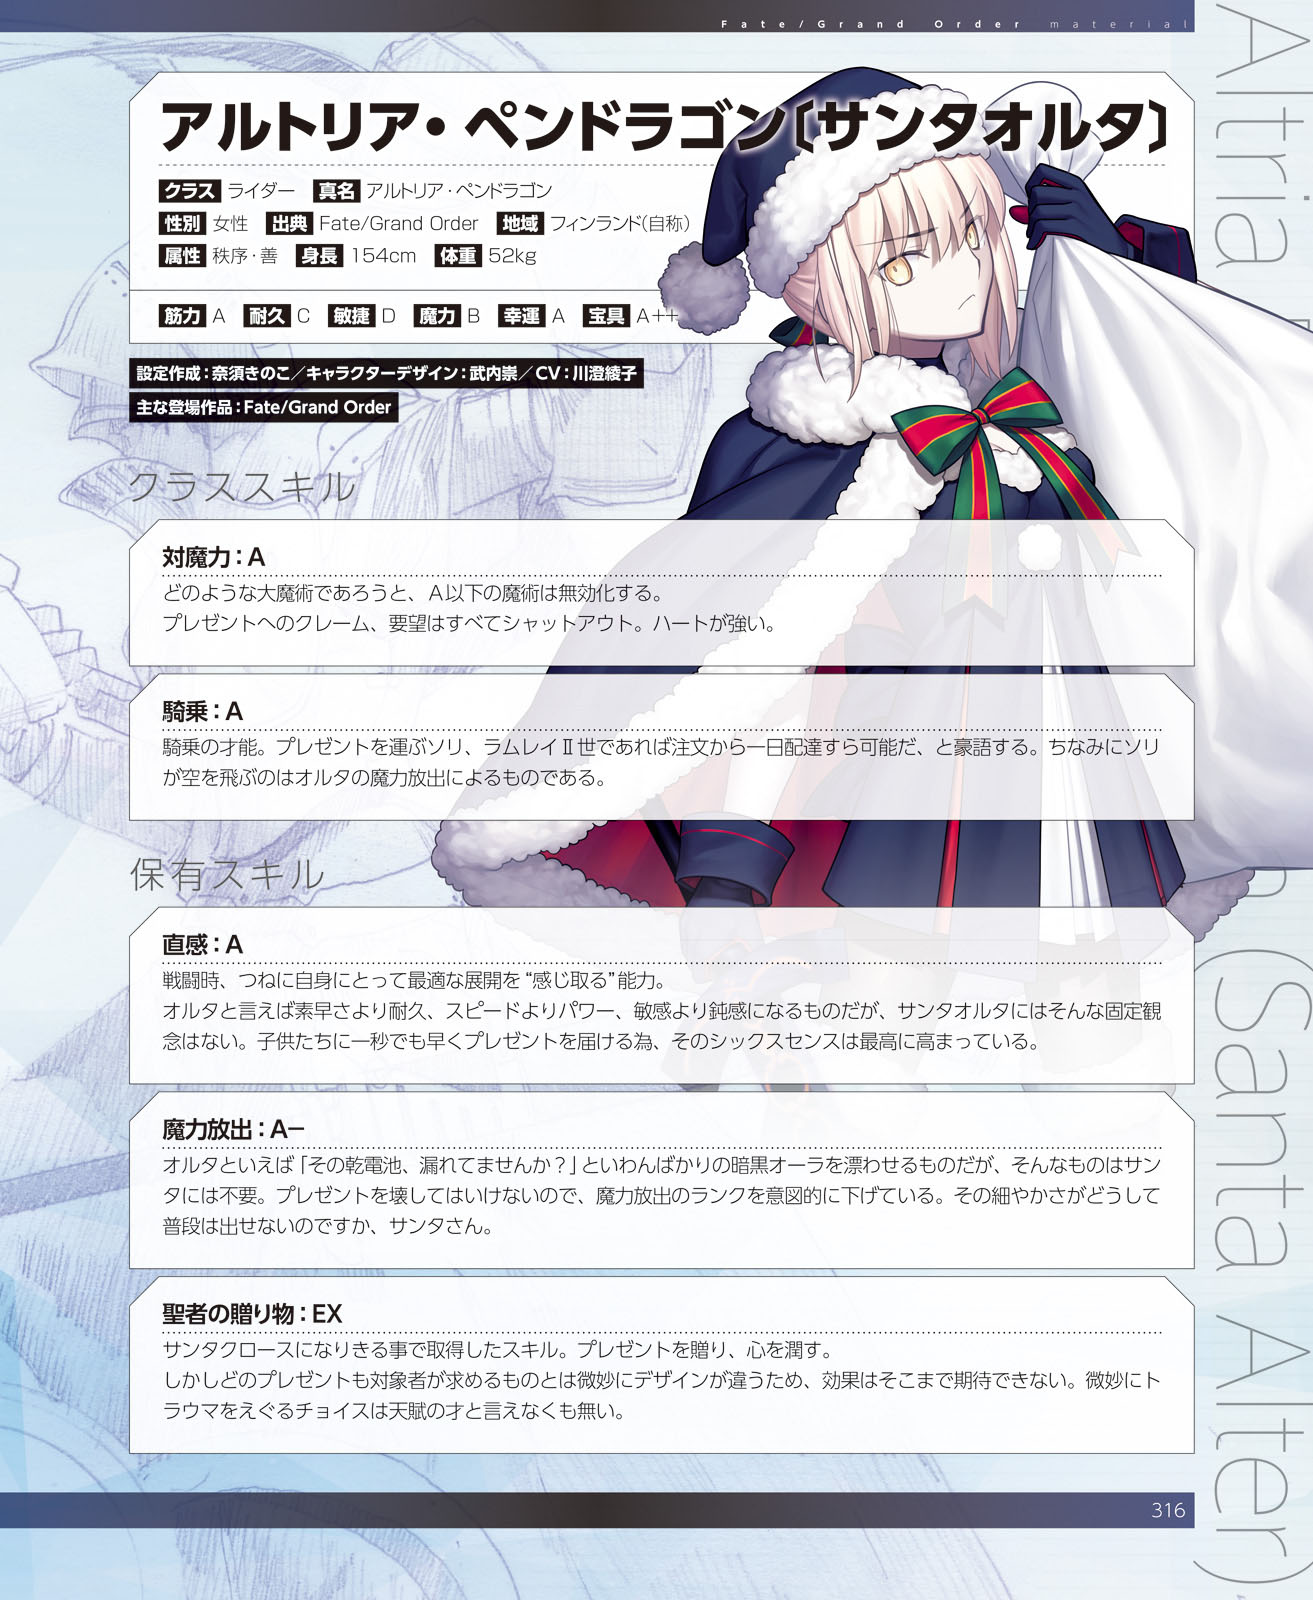 Fate/Grand Order material
アルトリア・ペンドラゴン〔サンタオルタ〕
クラス ライダー 真名 アルトリア・ペンドラゴン
性別 女性 出典 Fate/Grand Order 地域 フィンランド(自称)
属性 秩序・善 身長 154cm 体重 52kg
筋力 A 耐久 C 敏捷 D 魔力 B 幸運 A 宝具 A++
設定作成：奈須きのこ／キャラクターデザイン：武内崇／CV：川澄綾子
主な登場作品：Fate/Grand Order
クラススキル
対魔力：A
どのような大魔術であろうと、A以下の魔術は無効化する。
プレゼントへのクレーム、要望はすべてシャットアウト。ハートが強い。
騎乗：A
騎乗の才能。プレゼントを運ぶソリ、ラムレイⅡ世であれば注文から一日配達すら可能だ、と豪語する。ちなみにソリ
が空を飛ぶのはオルタの魔力放出によるものである。
保有スキル
直感：A
戦闘時、つねに自身にとって最適な展開を“感じ取る”能力。
オルタと言えば素早さより耐久、スピードよりパワー、敏感より鈍感になるものだが、サンタオルタにはそんな固定観
念はない。子供たちに一秒でも早くプレゼントを届ける為、そのシックスセンスは最高に高まっている。
魔力放出：A−
オルタといえば「その乾電池、漏れてませんか？」といわんばかりの暗黒オーラを漂わせるものだが、そんなものはサン
タには不要。プレゼントを壊してはいけないので、魔力放出のランクを意図的に下げている。その細やかさがどうして
普段は出せないのですか、サンタさん。
聖者の贈り物：EX
サンタクロースになりきる事で取得したスキル。プレゼントを贈り、心を潤す。
しかしどのプレゼントも対象者が求めるものとは微妙にデザインが違うため、効果はそこまで期待できない。微妙にト
ラウマをえぐるチョイスは天賦の才と言えなくも無い。
316
Altria (Santa Alter)